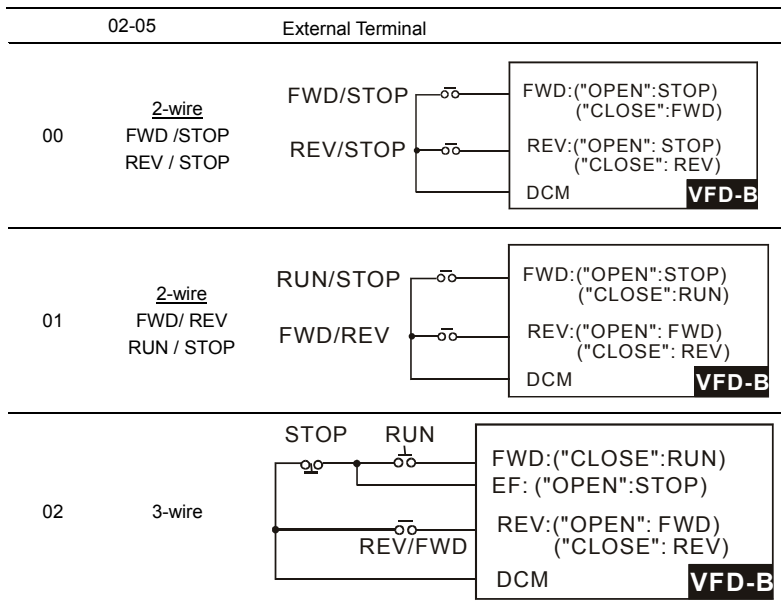 02-05 External Terminal
00
2-wire
FWD /STOP
REV / STOP
FWD/STOP
REV/STOP
FWD:("OPEN":STOP)
("CLOSE":FWD)
REV:("OPEN": STOP)
("CLOSE": REV)
DCM
VFD-B
01
2-wire
FWD/ REV
RUN / STOP
RUN/STOP
FWD/REV
FWD:("OPEN":STOP)
("CLOSE":RUN)
REV:("OPEN": FWD)
("CLOSE": REV)
DCM
VFD-B
02
3-wire
STOP RUN
REV/FWD
FWD:("CLOSE":RUN)
EF: ("OPEN":STOP)
REV:("OPEN": FWD)
("CLOSE": REV)
DCM
VFD-B